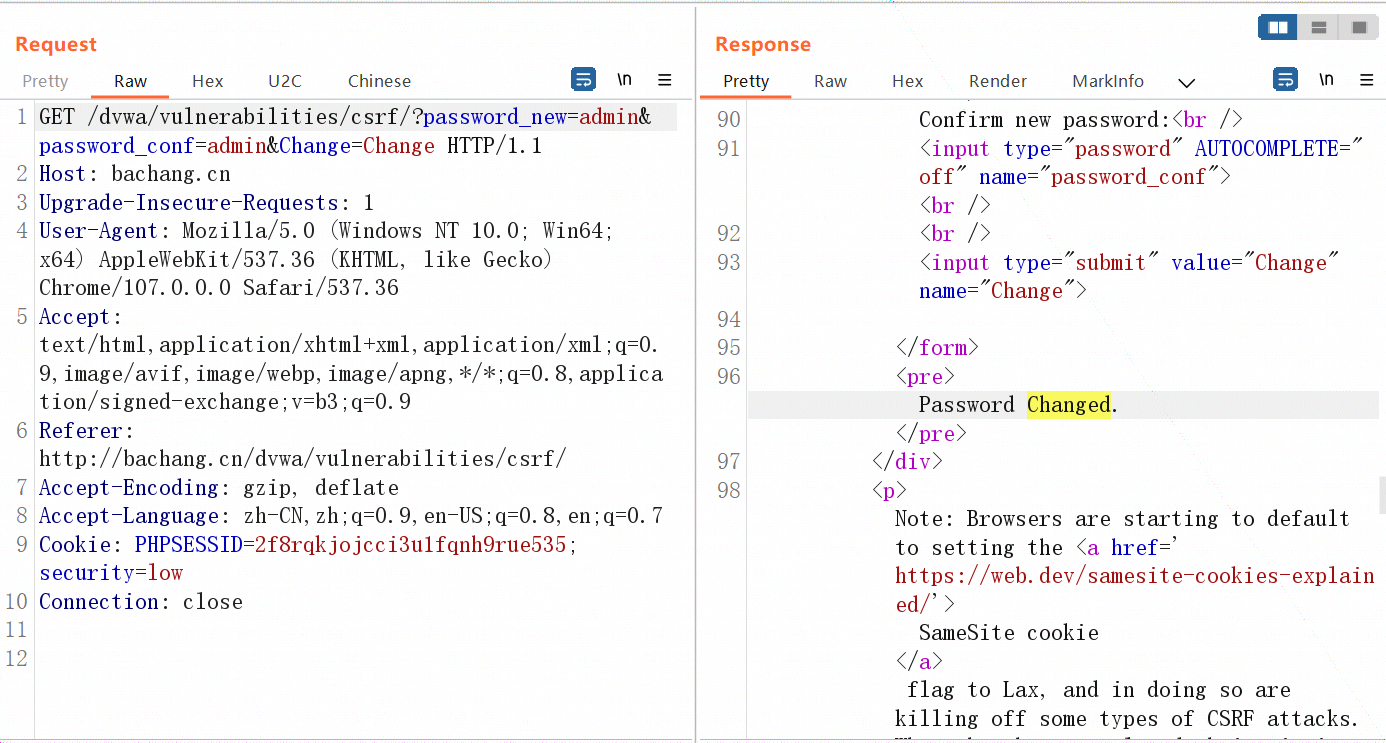 Request
Pretty Raw Hex U2C Chinese \n
1 GET /dvwa/vulnerabilities/csrf/?password_new=admin&
password_conf=admin&Change=Change HTTP/1.1
2 Host: bachang.cn
3 Upgrade-Insecure-Requests: 1
4 User-Agent: Mozilla/5.0 (Windows NT 10.0; Win64;
x64) AppleWebKit/537.36 (KHTML, like Gecko)
Chrome/107.0.0.0 Safari/537.36
5 Accept:
text/html,application/xhtml+xml,application/xml;q=0.
9,image/avif,image/webp,image/apng,*/*;q=0.8,applica
tion/signed-exchange;v=b3;q=0.9
6 Referer:
http://bachang.cn/dvwa/vulnerabilities/csrf/
7 Accept-Encoding: gzip, deflate
8 Accept-Language: zh-CN,zh;q=0.9,en-US;q=0.8,en;q=0.7
9 Cookie: PHPSESSID=2f8rqkjojcci3u1fqnh9rue535;
security=low
10 Connection: close
11
12
Response
Pretty Raw Hex Render MarkInfo \n
90 Confirm new password:<br />
91 <input type="password" AUTOCOMPLETE="
off" name="password_conf">
<br />
92 <br />
93 <input type="submit" value="Change"
name="Change">
94
95 </form>
96 <pre>
Password Changed.
</pre>
97 </div>
98 <p>
Note: Browsers are starting to default
to setting the <a href='
https://web.dev/samesite-cookies-explain
ed/'>
SameSite cookie
</a>
flag to Lax, and in doing so are
killing off some types of CSRF attacks.